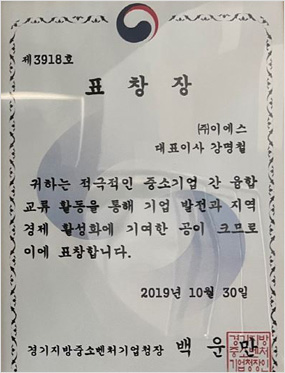 제3918호
표 창 장
㈜이에스
대표이사 강명철
귀하는 적극적인 중소기업 간 융합
교류 활동을 통해 기업 발전과 지역
경제 활성화에 기여한 공이 크므로
이에 표창합니다.
2019년 10월 30일
경기지방중소벤처기업청장 백 운 만